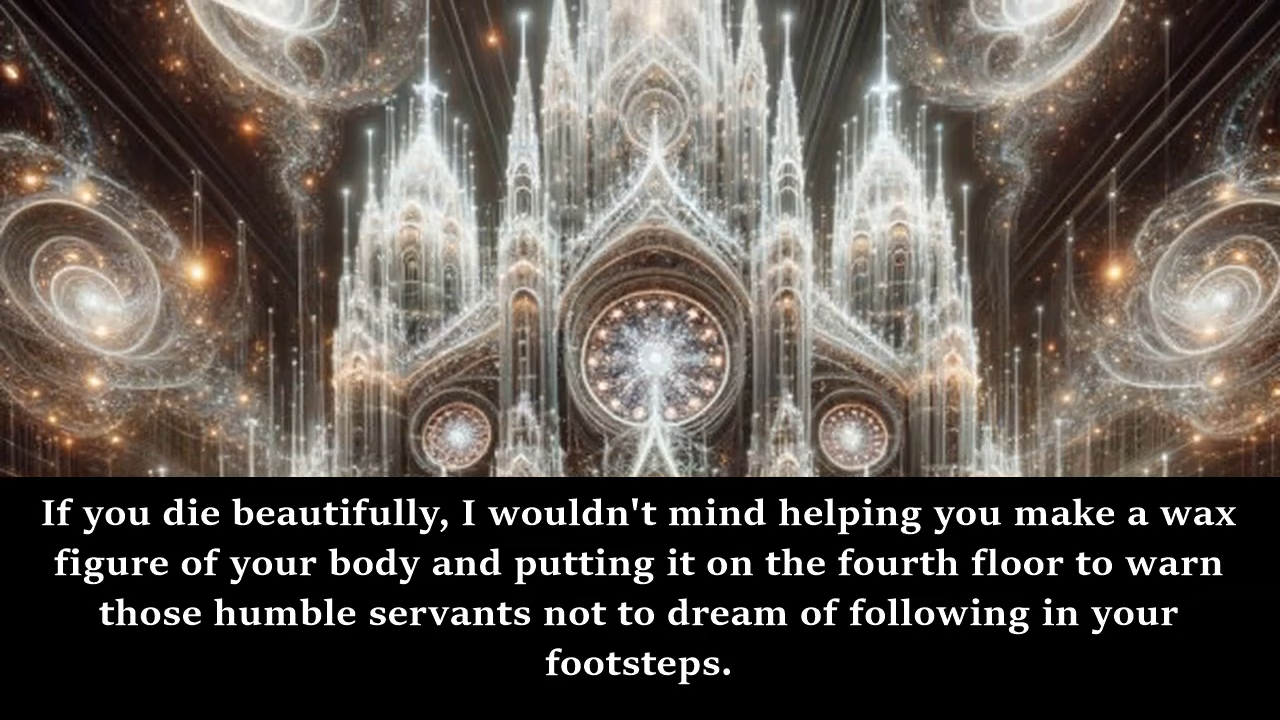 If you die beautifully, I wouldn't mind helping you make a wax
figure of your body and putting it on the fourth floor to warn
those humble servants not to dream of following in your
footsteps.